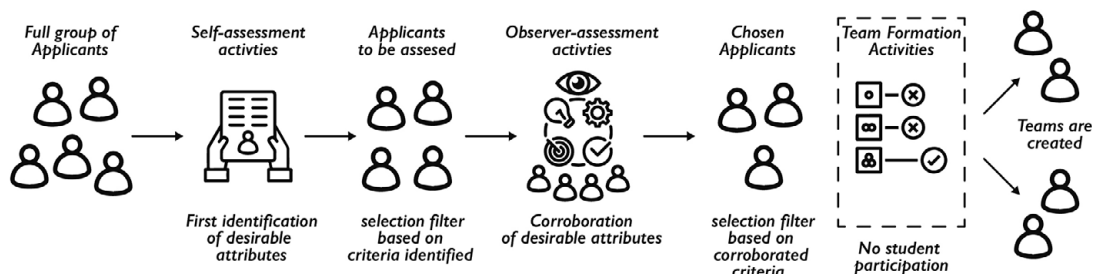 Full group of
Applicants
Self-assessment
activties
Applicants
to be assesed
Observer-assessment
activties
Chosen
Applicants
Team Formation
Activities
Teams are
created
First identification
of desirable
attributes
selection filter
based on
criteria identified
Corroboration
of desirable attributes
selection filter
based on
corroborated
criteria
No student
participation